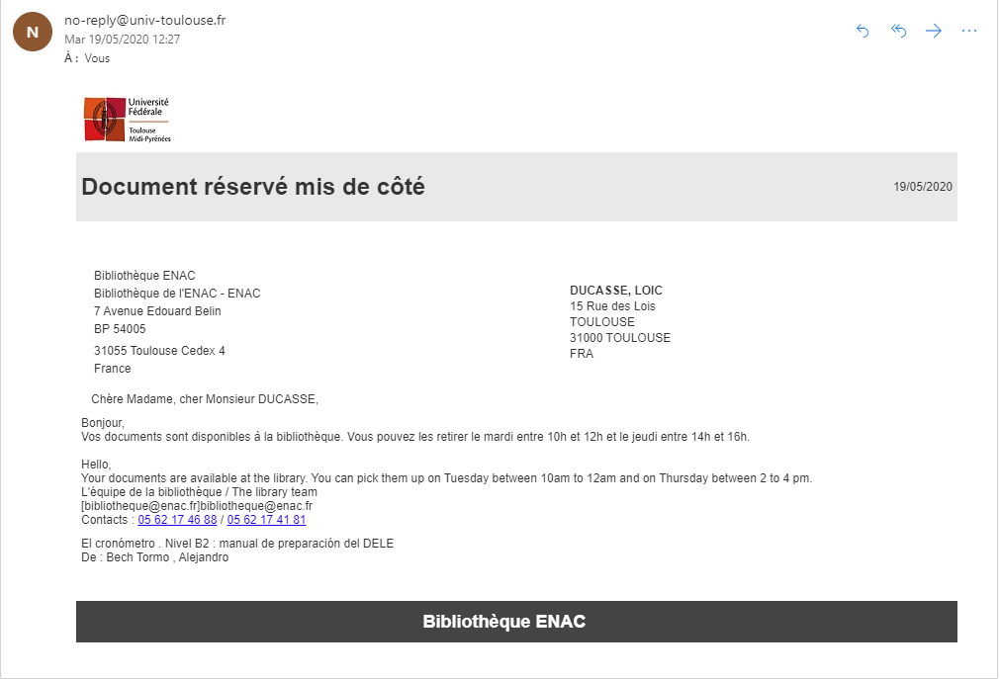 N
no-reply@univ-toulouse.fr
Mar 19/05/2020 12:27
À : Vous
Université
Fédérale
Toulouse
Midi-Pyrénées
Document réservé mis de côté
19/05/2020
Bibliothèque ENAC
Bibliothèque de l'ENAC - ENAC
7 Avenue Edouard Belin
BP 54005
31055 Toulouse Cedex 4
France
DUCASSE, LOIC
15 Rue des Lois
TOULOUSE
31000 TOULOUSE
FRA
Chère Madame, cher Monsieur DUCASSE,
Bonjour,
Vos documents sont disponibles à la bibliothèque. Vous pouvez les retirer le mardi entre 10h et 12h et le jeudi entre 14h et 16h.
Hello,
Your documents are available at the library. You can pick them up on Tuesday between 10am to 12am and on Thursday between 2 to 4 pm.
L'équipe de la bibliothèque / The library team
[bibliotheque@enac.fr]bibliotheque@enac.fr
Contacts : 05 62 17 46 88 / 05 62 17 41 81
El cronómetro . Nivel B2 : manual de preparación del DELE
De : Bech Tormo , Alejandro
Bibliothèque ENAC